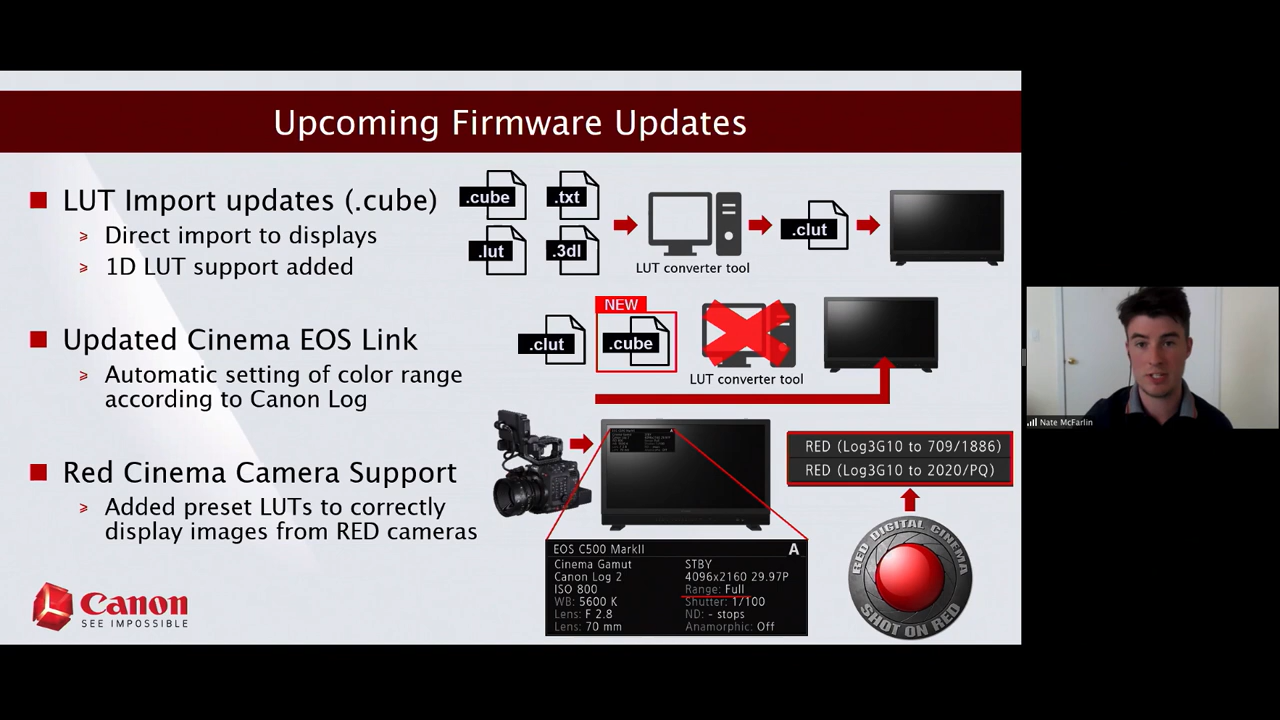 Upcoming Firmware Updates
LUT Import updates (.cube)
Direct import to displays
1D LUT support added
.cube
.txt
.lut
.3dl
LUT converter tool
.clut
Updated Cinema EOS Link
Automatic setting of color range
according to Canon Log
.clut
NEW
.cube
LUT converter tool
Red Cinema Camera Support
Added preset LUTs to correctly
display images from RED cameras
EOS C500 MarkII A
Cinema Gamut STBY
Canon Log 2 4096x2160 29.97P
ISO 800 Range: Full
WB: 5600 K Shutter: 1/100
Lens: F 2.8 ND: - stops
Lens: 70 mm Anamorphic: Off
RED (Log3G10 to 709/1886)
RED (Log3G10 to 2020/PQ)
RED DIGITAL CINEMA
SHOT ON RED
Canon
SEE IMPOSSIBLE
Nate McFarlin